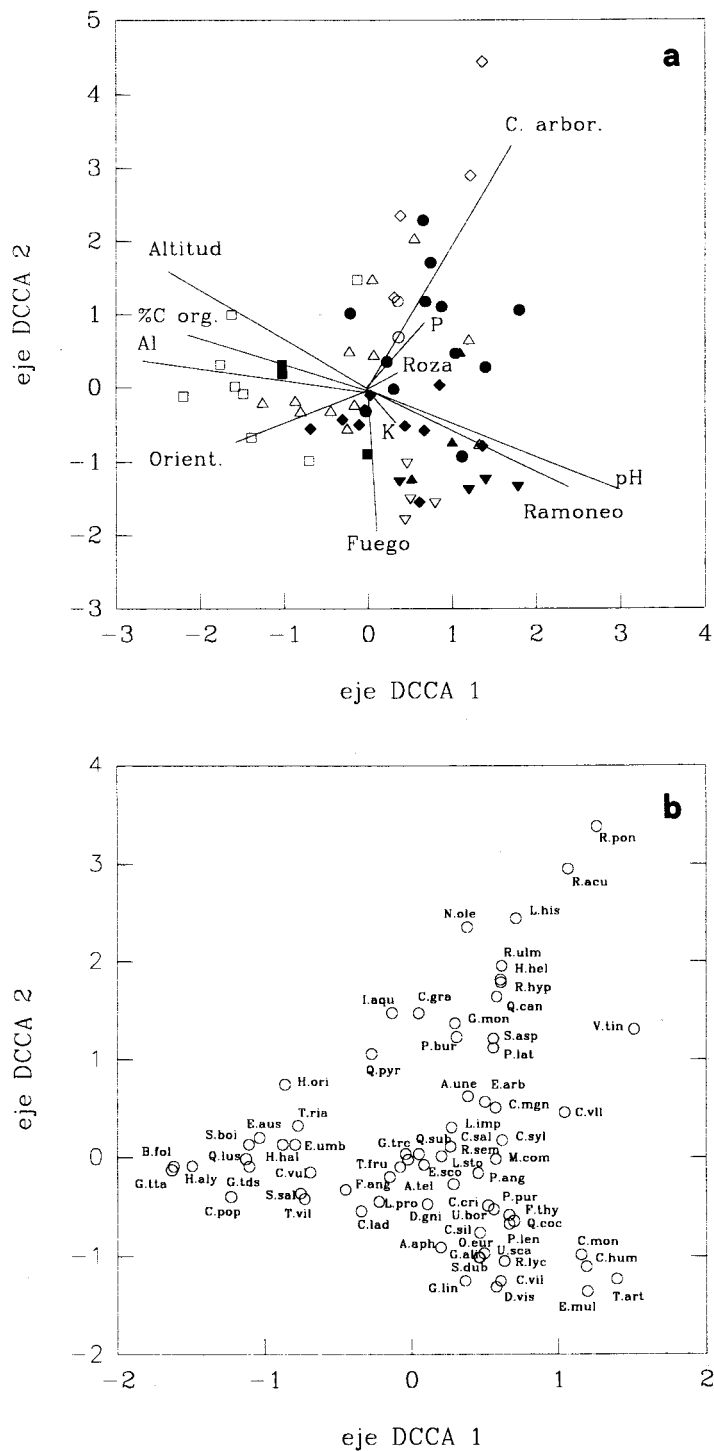 a
5
4
3
2
1
0
−1
−2
−3
eje DCCA 2
C. arbor.
Altitud
%C org.
Al
P
Roza
K
Orient.
pH
Ramoneo
Fuego
−3 −2 −1 0 1 2 3 4
eje DCCA 1
b
4
3
2
1
0
−1
−2
eje DCCA 2
R.pon
R.acu
L.his
N.ole
R.ulm
H.hel
R.hyp
Q.can
I.aqu
C.gra
G.mon
V.tin
P.bur
S.asp
P.lat
Q.pyr
H.ori
A.une
E.arb
C.mgn
C.vll
T.ria
E.aus
S.boi
L.imp
E.umb
G.trc
Q.sub
C.sal
C.syl
R.sem
B.fol
Q.lus
H.hal
M.com
G.tta
H.aly
G.tds
C.vul
T.fru
E.sco
L.sto
P.ang
S.sal
F.ang
A.tel
C.pop
T.vil
L.pro
C.cri
P.pur
C.lad
D.gni
U.bor
F.thy
Q.coc
C.sil
P.len
A.aph
O.eur
U.sca
C.mon
G.alg
R.lyc
C.hum
S.dub
G.lin
C.vil
T.art
D.vis
E.mul
−2 −1 0 1 2
eje DCCA 1